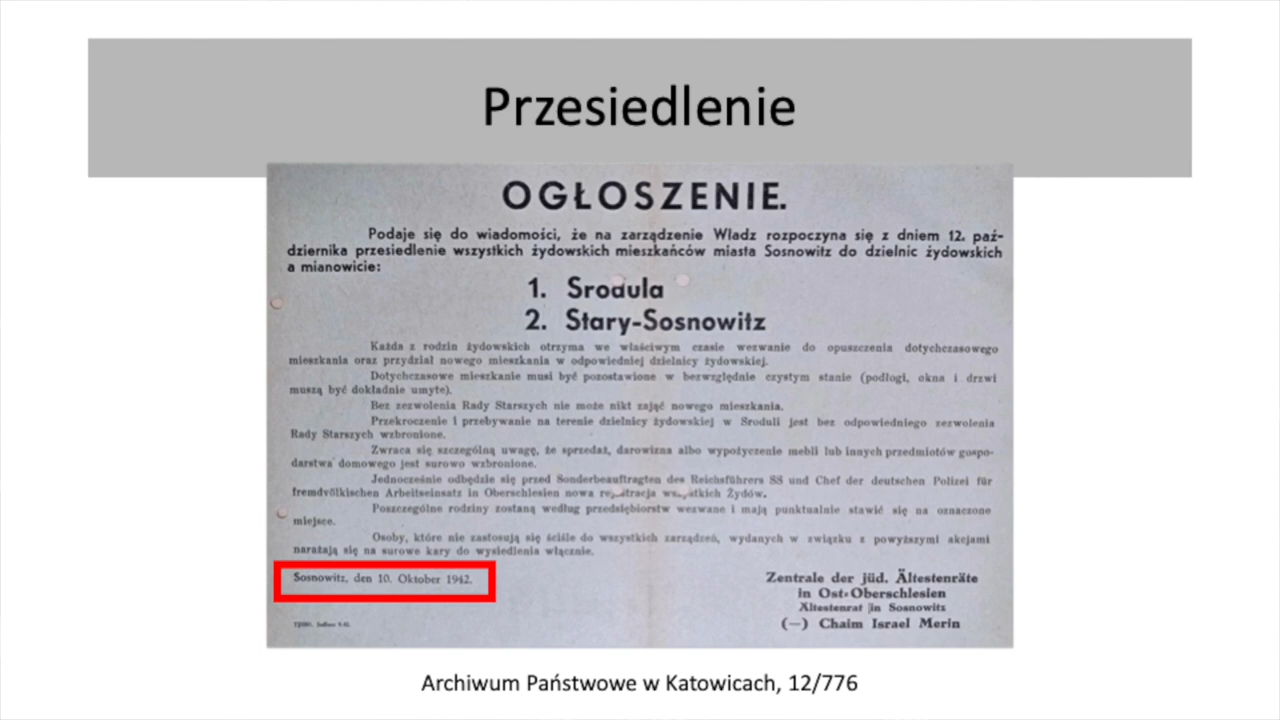 Przesiedlenie
OGŁOSZENIE.
Podaje się do wiadomości, że na zarządzenie Władz rozpoczyna się z dniem 12. paź-
dziernika przesiedlenie wszystkich żydowskich mieszkańców miasta Sosnowitz do dzielnic żydowskich
a mianowicie:
1. Srodula
2. Stary-Sosnowitz
Każda z rodzin żydowskich otrzyma we właściwym czasie wezwanie do opuszczenia dotychczasowego
mieszkania oraz przydział nowego mieszkania w odpowiedniej dzielnicy żydowskiej.
Dotychczasowe mieszkanie musi być pozostawione w bezwzględnie czystym stanie (podłogi, okna i drzwi
muszą być dokładnie umyte).
Bez zezwolenia Rady Starszych nie może nikt zająć nowego mieszkania.
Przekroczenie i przebywanie na terenie dzielnicy żydowskiej w Sroduli jest bez odpowiedniego zezwolenia
Rady Starszych wzbronione.
Zwraca się szczególną uwagę, że sprzedaż, darowizna albo wypożyczenie mebli lub innych przedmiotów gospo-
darstwa domowego jest surowo wzbronione.
Jednocześnie odbędzie się przed Sonderbeauftragten des Reichsführers SS und Chef der deutschen Polizei für
fremdvölkischen Arbeitseinsatz in Oberschlesien nowa rejestracja wszystkich Żydów.
Poszczególne rodziny zostaną według przedsiębiorstw wezwane i mają punktualnie stawić się na oznaczone
miejsce.
Osoby, które nie zastosują się ściśle do wszystkich zarządzeń, wydanych w związku z powyższymi akcjami
narażają się na surowe kary do wysiedlenia włącznie.
Sosnowitz, den 10. Oktober 1942.
Zentrale der jüd. Ältestenräte
in Ost-Oberschlesien
Ältestenrat in Sosnowitz
(—) Chaim Israel Merin
Archiwum Państwowe w Katowicach, 12/776